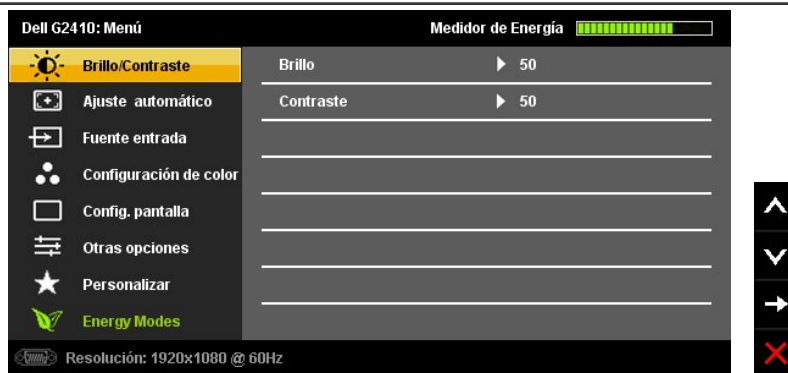 Dell G2410: Menú
Medidor de Energía
Brillo/Contraste
Brillo 50
Ajuste automático
Contraste 50
Fuente entrada
Configuración de color
Config. pantalla
Otras opciones
Personalizar
Energy Modes
Resolución: 1920x1080 @ 60Hz